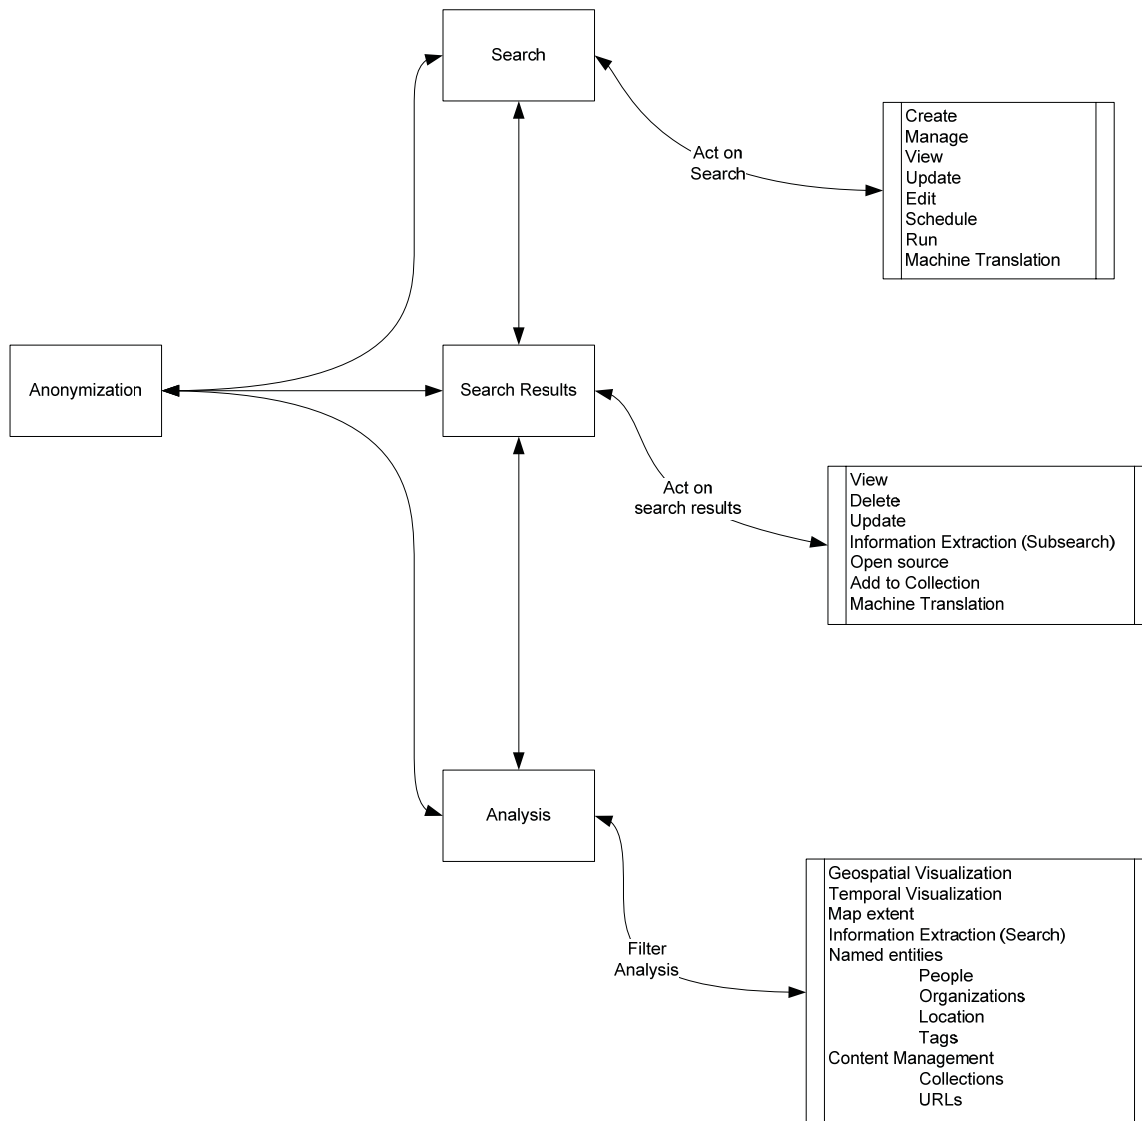 Search
Act on
Search
Create
Manage
View
Update
Edit
Schedule
Run
Machine Translation
Anonymization
Search Results
Act on
search results
View
Delete
Update
Information Extraction (Subsearch)
Open source
Add to Collection
Machine Translation
Analysis
Filter
Analysis
Geospatial Visualization
Temporal Visualization
Map extent
Information Extraction (Search)
Named entities
People
Organizations
Location
Tags
Content Management
Collections
URLs